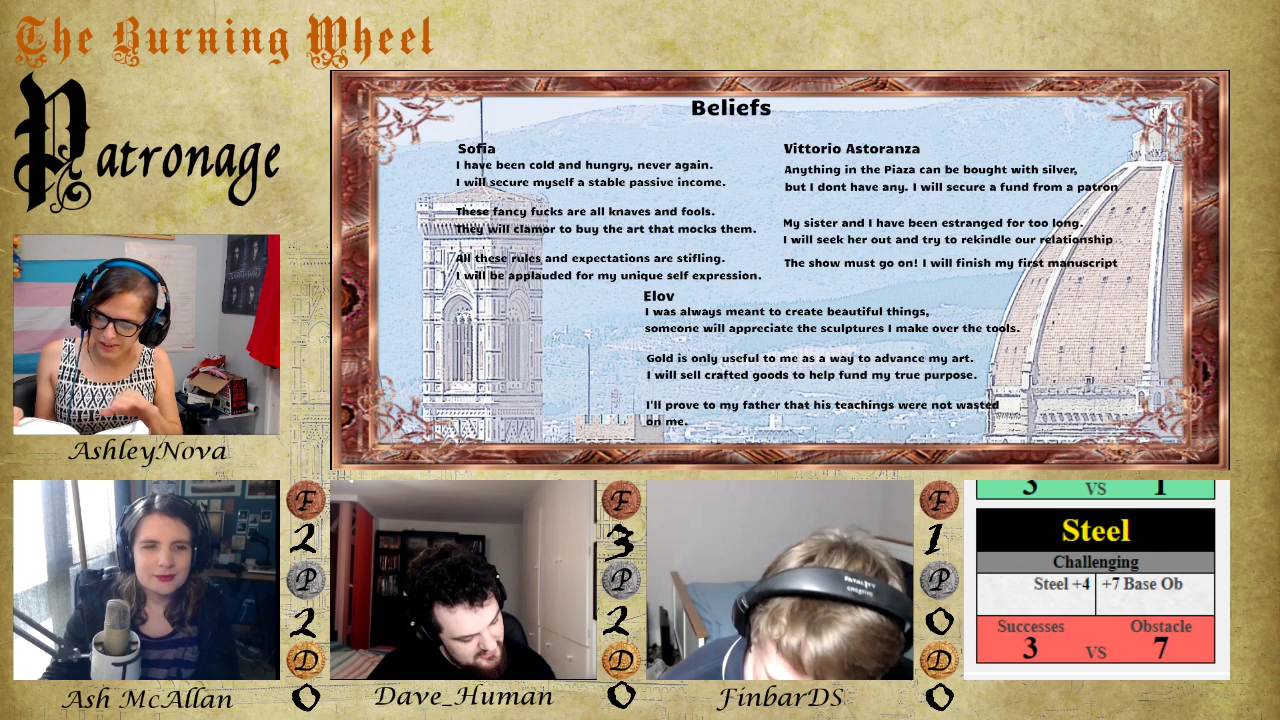 The Burning Wheel
Patronage
Beliefs
Sofia
I have been cold and hungry, never again.
I will secure myself a stable passive income.
These fancy fucks are all knaves and fools.
They will clamor to buy the art that mocks them.
All these rules and expectations are stifling.
I will be applauded for my unique self expression.
Vittorio Astoranza
Anything in the Piaza can be bought with silver,
but I dont have any. I will secure a fund from a patron
My sister and I have been estranged for too long.
I will seek her out and try to rekindle our relationship
The show must go on! I will finish my first manuscript
Elov
I was always meant to create beautiful things,
someone will appreciate the sculptures I make over the tools.
Gold is only useful to me as a way to advance my art.
I will sell crafted goods to help fund my true purpose.
I'll prove to my father that his teachings were not wasted
on me.
AshleyNova
F
2
P
2
D
0
Ash McAllan
F
3
P
2
D
0
Dave_Human
FATAL1TY
CREATIVE
F
1
P
0
D
0
FinbarDS
3 vs 1
Steel
Challenging
Steel +4 +7 Base Ob
Successes Obstacle
3 vs 7